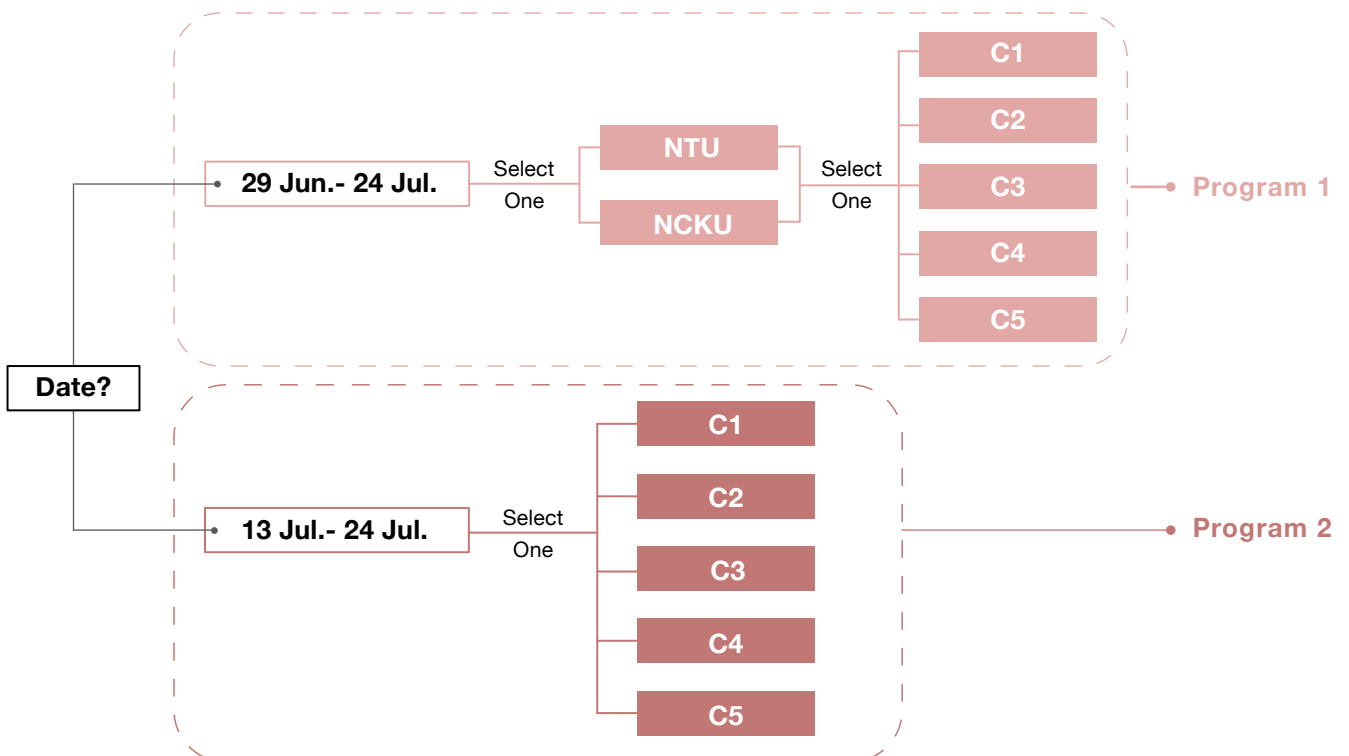 C1
C2
NTU
Select
One
29 Jun.- 24 Jul.
Select
One
C3
Program 1
NCKU
C4
C5
Date?
C1
C2
13 Jul.- 24 Jul.
Select
One
Program 2
C3
C4
C5